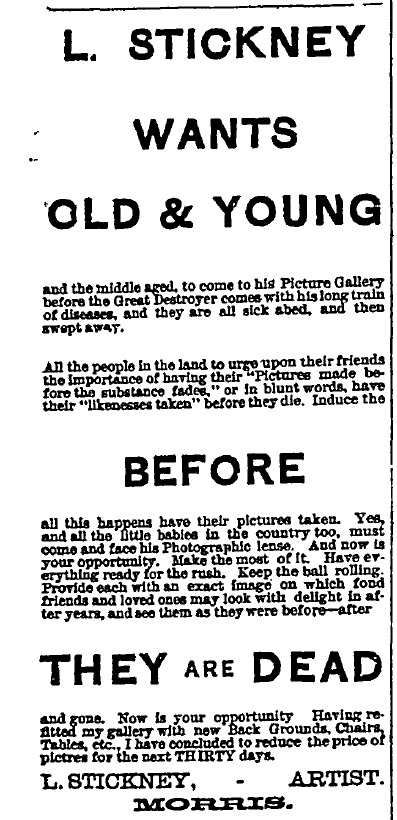 L. STICKNEY
WANTS
OLD & YOUNG
and the middle aged, to come to his Picture Gallery
before the Great Destroyer comes with his long train
of diseases, and they are all sick abed, and then
swept away.
All the people in the land to urge upon their friends
the importance of having their "Pictures made be-
fore the substance fades," or in blunt words, have
their "likenesses taken" before they die. Induce the
BEFORE
all this happens have their pictures taken. Yes,
and all the little babies in the country too, must
come and face his Photographic lense. And now is
your opportunity. Make the most of it. Have ev-
erything ready for the rush. Keep the ball rolling.
Provide each with an exact image on which fond
friends and loved ones may look with delight in af-
ter years, and see them as they were before—after
THEY ARE DEAD
and gone. Now is your opportunity Having re-
fitted my gallery with new Back Grounds, Chairs,
Tables, etc., I have concluded to reduce the price of
pictres for the next THIRTY days.
L. STICKNEY, - ARTIST.
MORRIS.